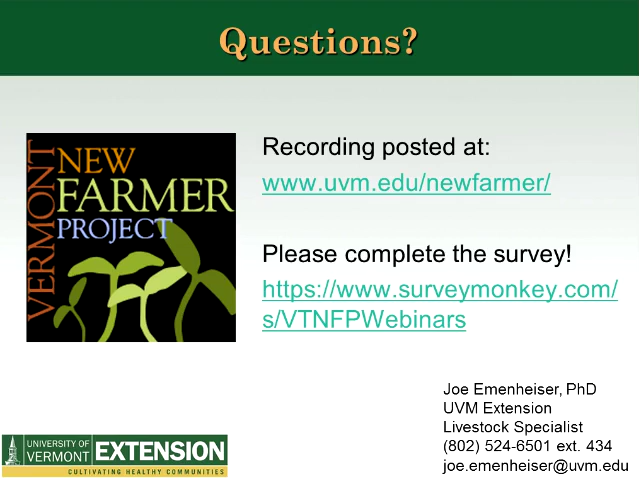 Questions?
VERMONT
NEW
FARMER
PROJECT
Recording posted at:
www.uvm.edu/newfarmer/
Please complete the survey!
https://www.surveymonkey.com/
s/VTNFPWebinars
Joe Emenheiser, PhD
UVM Extension
Livestock Specialist
(802) 524-6501 ext. 434
joe.emenheiser@uvm.edu
UNIVERSITY OF
VERMONT
EXTENSION
CULTIVATING HEALTHY COMMUNITIES